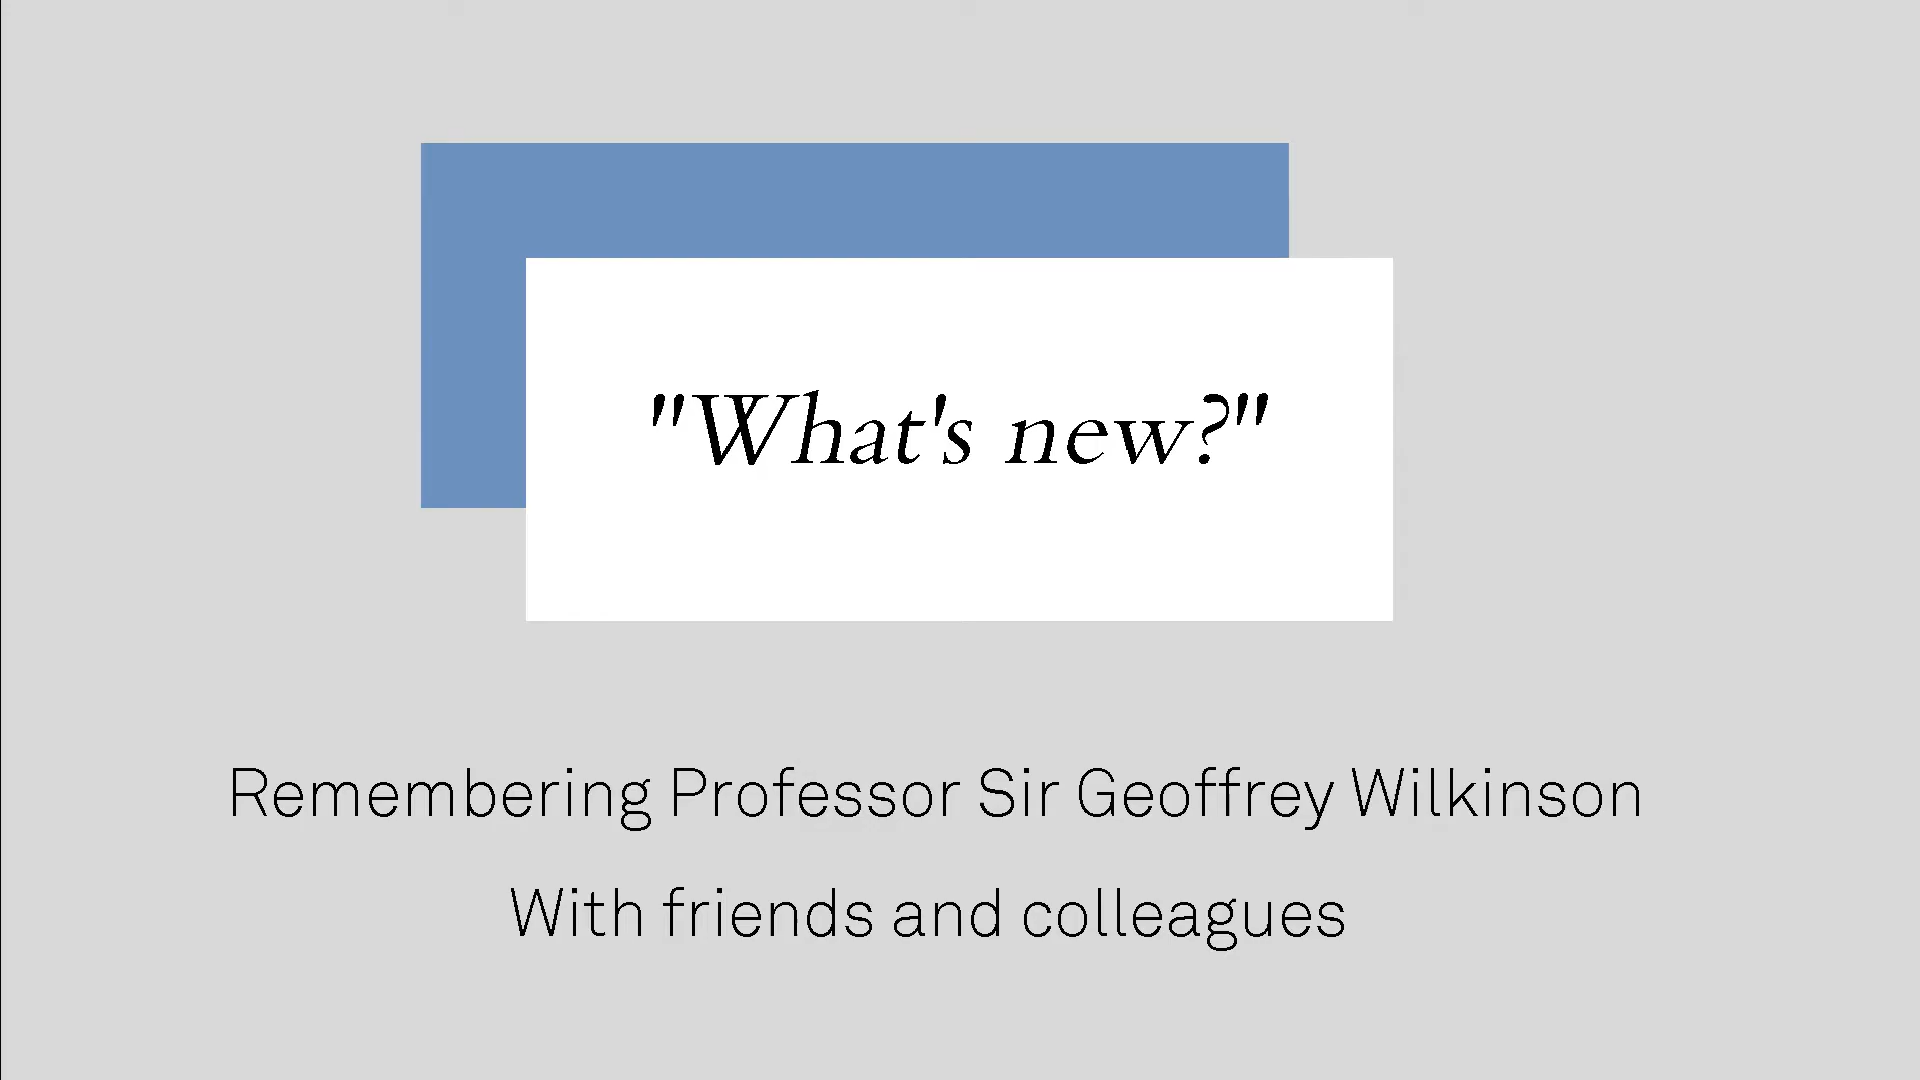 "What's new?"
Remembering Professor Sir Geoffrey Wilkinson
With friends and colleagues